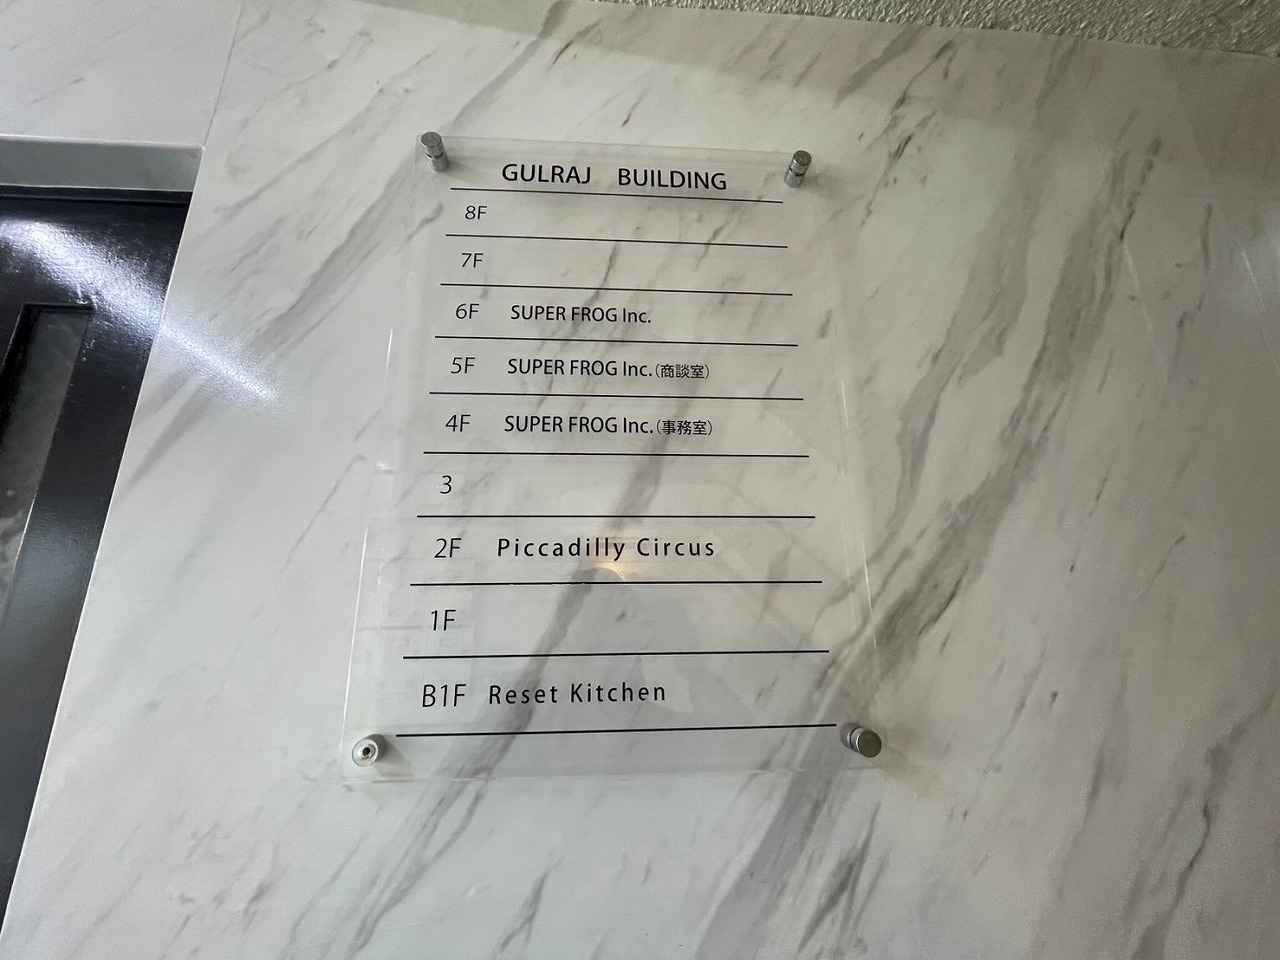 GULRAJ BUILDING
8F
7F
6F SUPER FROG Inc.
5F SUPER FROG Inc.(商談室)
4F SUPER FROG Inc.(事務室)
3
2F Piccadilly Circus
1F
B1F Reset Kitchen